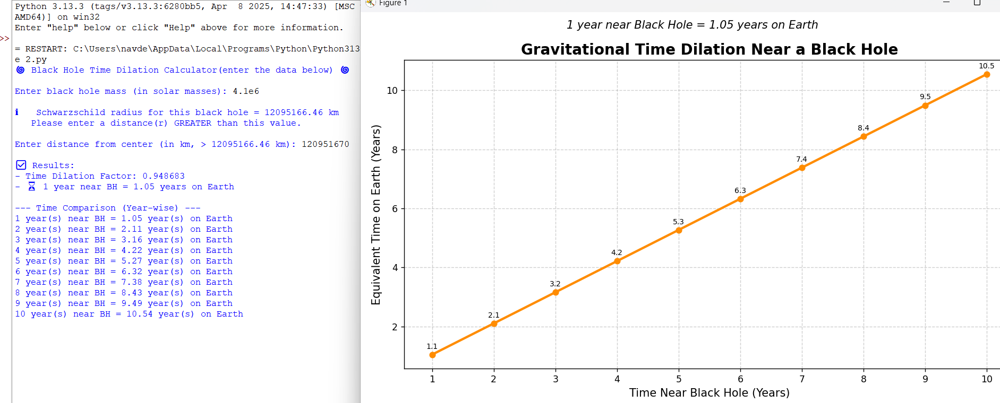 Python 3.13.3 (tags/v3.13.3:6280bb5, Apr  8 2025, 14:47:33) [MSC
AMD64)] on win32
Enter "help" below or click "Help" above for more information.
>>
= RESTART: C:\Users\navde\AppData\Local\Programs\Python\Python313
e 2.py
🌀 Black Hole Time Dilation Calculator(enter the data below) 🌀
Enter black hole mass (in solar masses): 4.1e6
ℹ Schwarzschild radius for this black hole = 12095166.46 km
Please enter a distance(r) GREATER than this value.
Enter distance from center (in km, > 12095166.46 km): 120951670
☑ Results:
- Time Dilation Factor: 0.948683
- ⏳ 1 year near BH = 1.05 years on Earth
--- Time Comparison (Year-wise) ---
1 year(s) near BH = 1.05 year(s) on Earth
2 year(s) near BH = 2.11 year(s) on Earth
3 year(s) near BH = 3.16 year(s) on Earth
4 year(s) near BH = 4.22 year(s) on Earth
5 year(s) near BH = 5.27 year(s) on Earth
6 year(s) near BH = 6.32 year(s) on Earth
7 year(s) near BH = 7.38 year(s) on Earth
8 year(s) near BH = 8.43 year(s) on Earth
9 year(s) near BH = 9.49 year(s) on Earth
10 year(s) near BH = 10.54 year(s) on Earth
Figure 1
1 year near Black Hole = 1.05 years on Earth
Gravitational Time Dilation Near a Black Hole
Equivalent Time on Earth (Years)
10
8
6
4
2
1.1
2.1
3.2
4.2
5.3
6.3
7.4
8.4
9.5
10.5
1 2 3 4 5 6 7 8 9 10
Time Near Black Hole (Years)